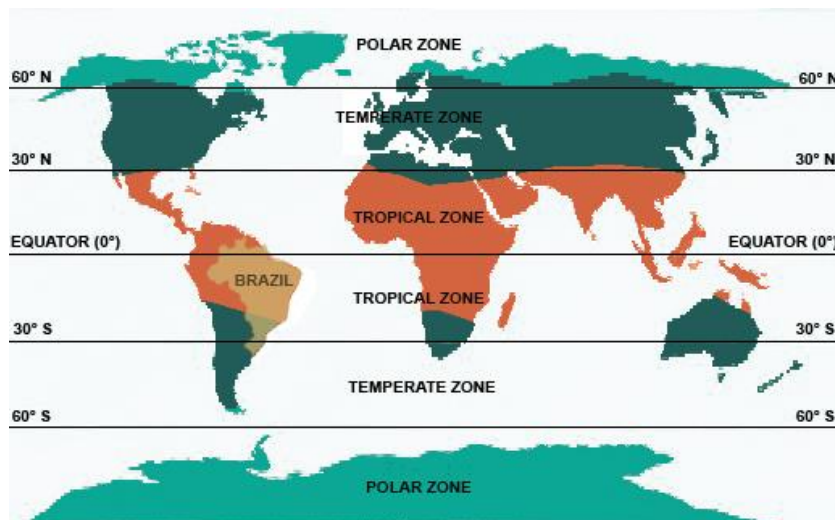 POLAR ZONE
60° N 60° N
TEMPERATE ZONE
30° N 30° N
TROPICAL ZONE
EQUATOR (0°) EQUATOR (0°)
BRAZIL
TROPICAL ZONE
30° S 30° S
TEMPERATE ZONE
60° S 60° S
POLAR ZONE